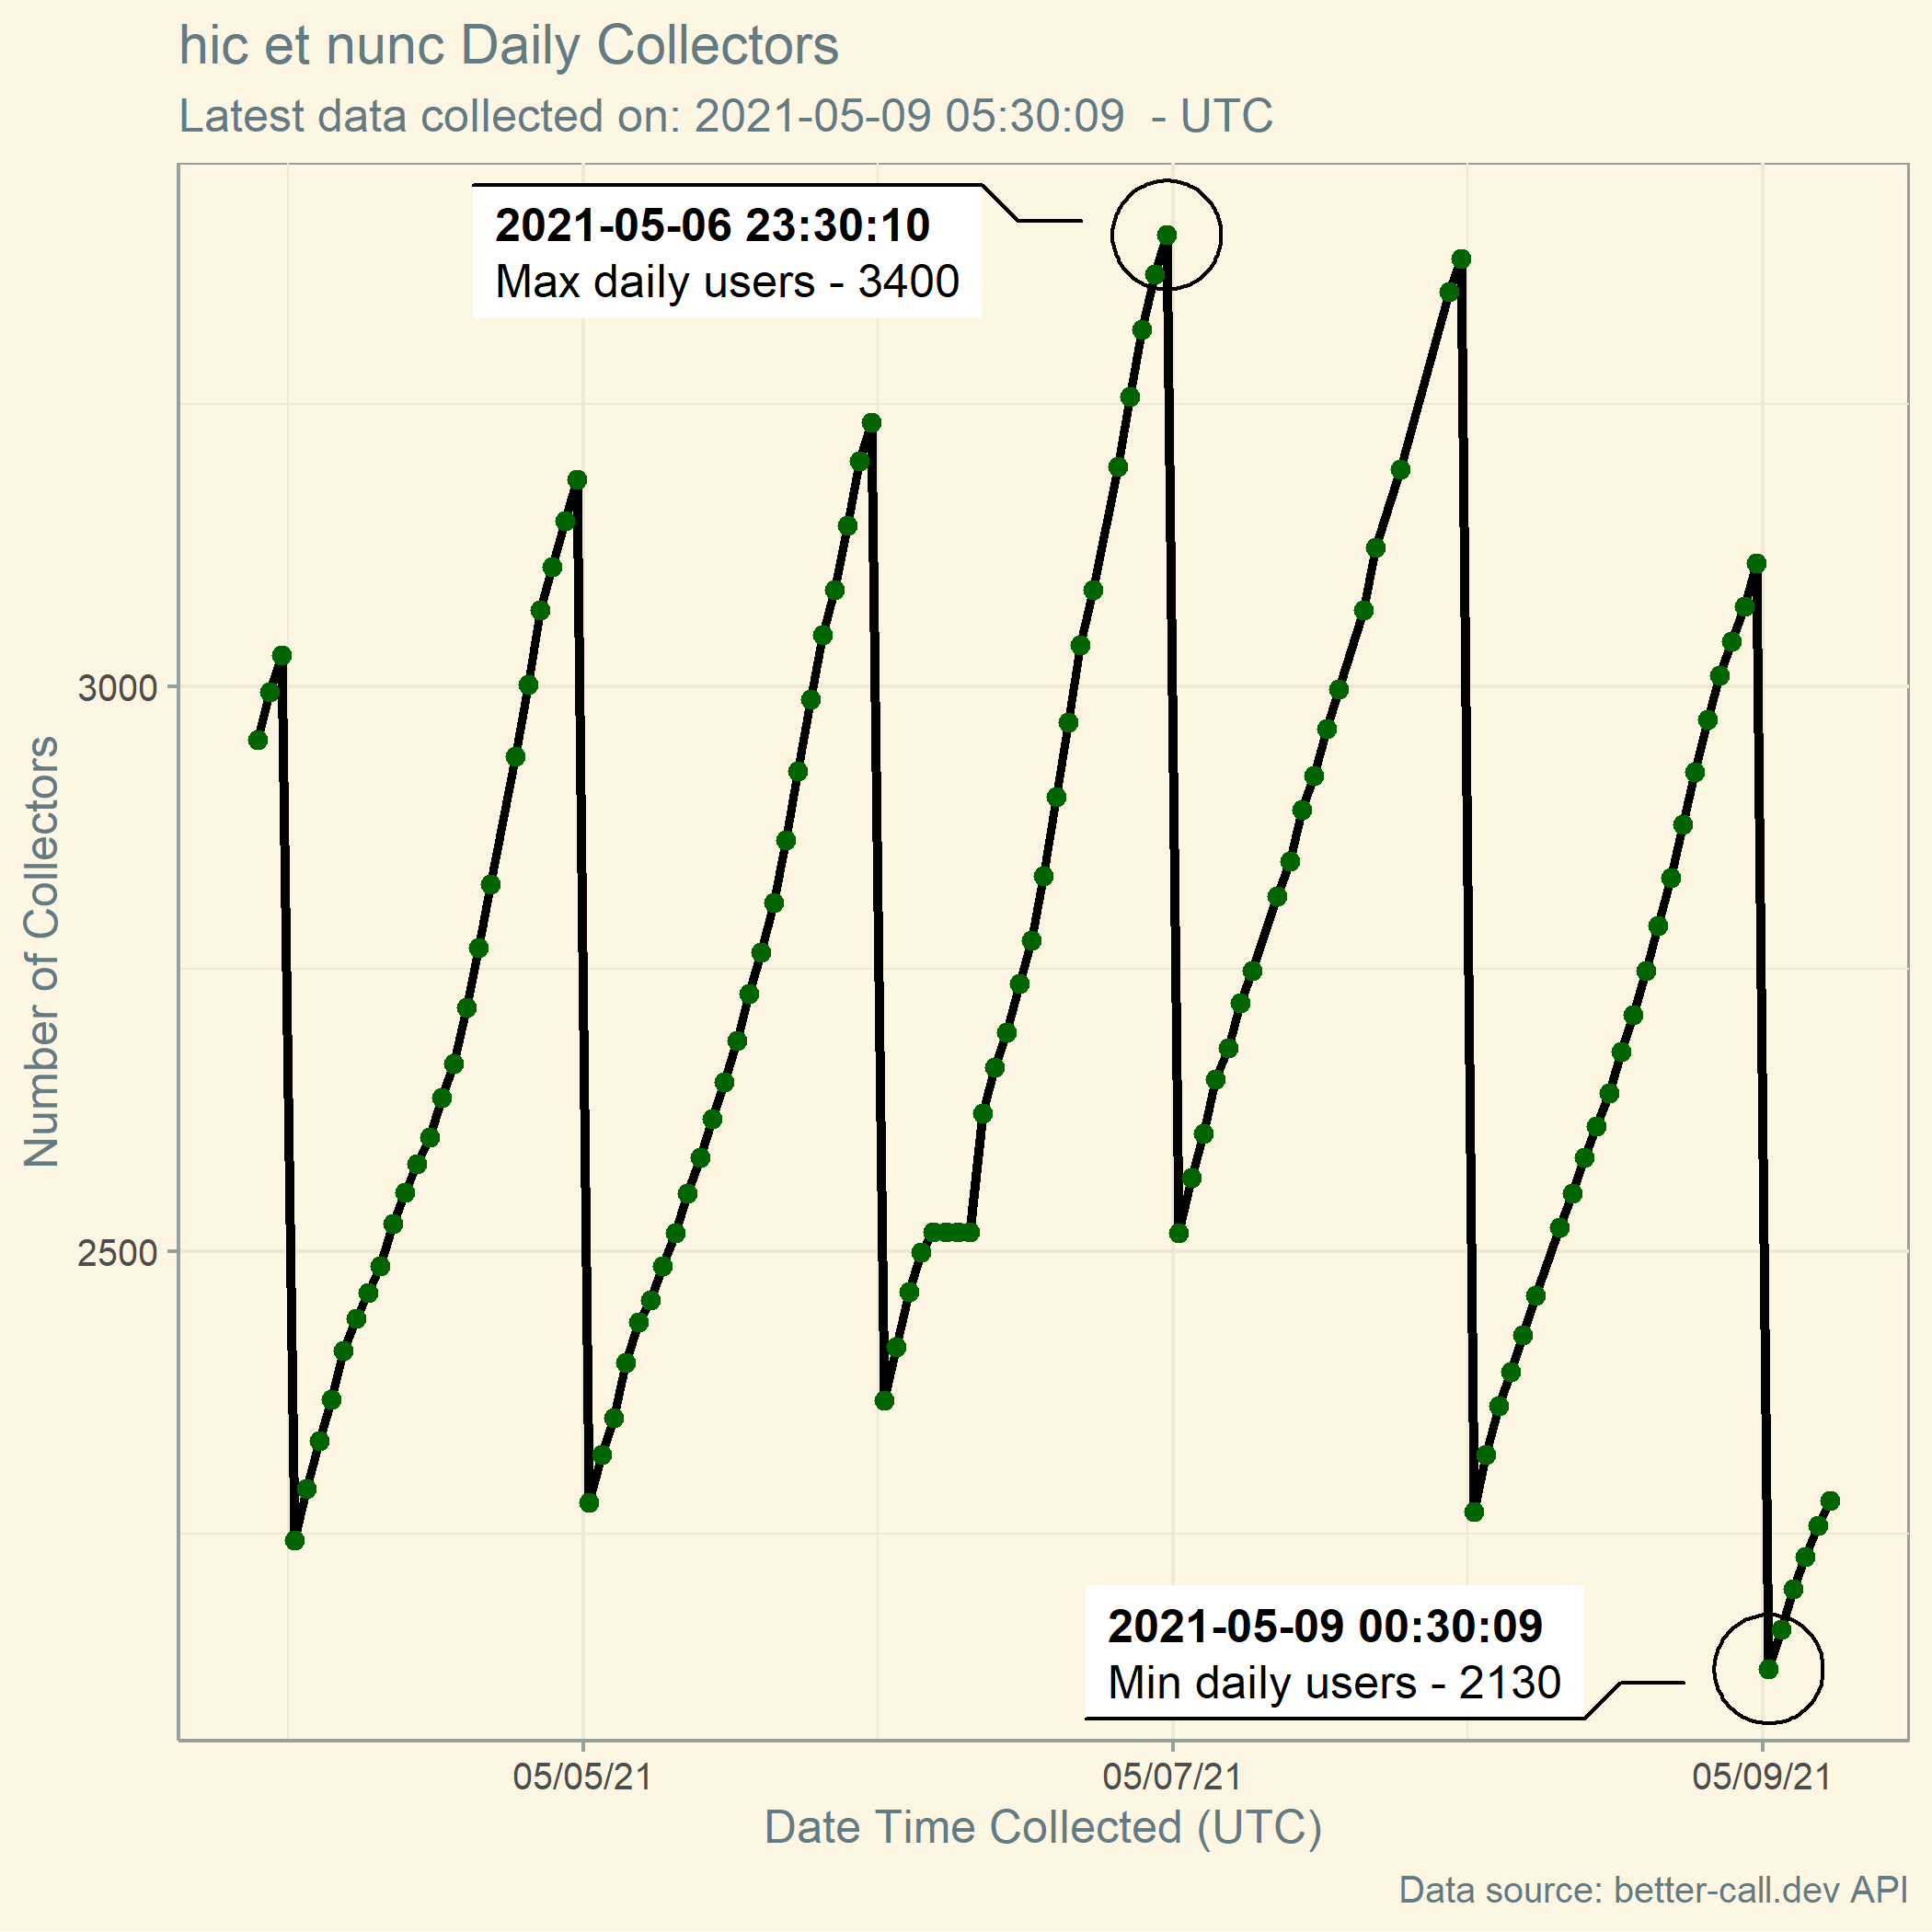 hic et nunc Daily Collectors
Latest data collected on: 2021-05-09 05:30:09  - UTC
2021-05-06 23:30:10
Max daily users - 3400
Number of Collectors
3000
2500
2021-05-09 00:30:09
Min daily users - 2130
05/05/21
05/07/21
05/09/21
Date Time Collected (UTC)
Data source: better-call.dev API